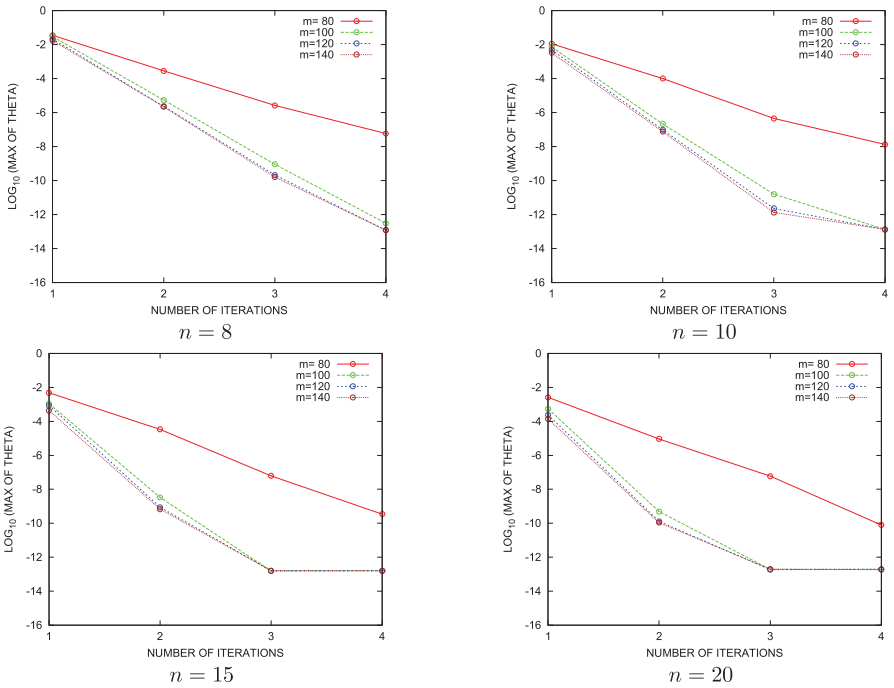 0
-2
-4
-6
-8
-10
-12
-14
-16
LOG10 (MAX OF THETA)
m= 80
m=100
m=120
m=140
1 2 3 4
NUMBER OF ITERATIONS
n = 8
0
-2
-4
-6
-8
-10
-12
-14
-16
LOG10 (MAX OF THETA)
m= 80
m=100
m=120
m=140
1 2 3 4
NUMBER OF ITERATIONS
n = 10
0
-2
-4
-6
-8
-10
-12
-14
-16
LOG10 (MAX OF THETA)
m= 80
m=100
m=120
m=140
1 2 3 4
NUMBER OF ITERATIONS
n = 15
0
-2
-4
-6
-8
-10
-12
-14
-16
LOG10 (MAX OF THETA)
m= 80
m=100
m=120
m=140
1 2 3 4
NUMBER OF ITERATIONS
n = 20